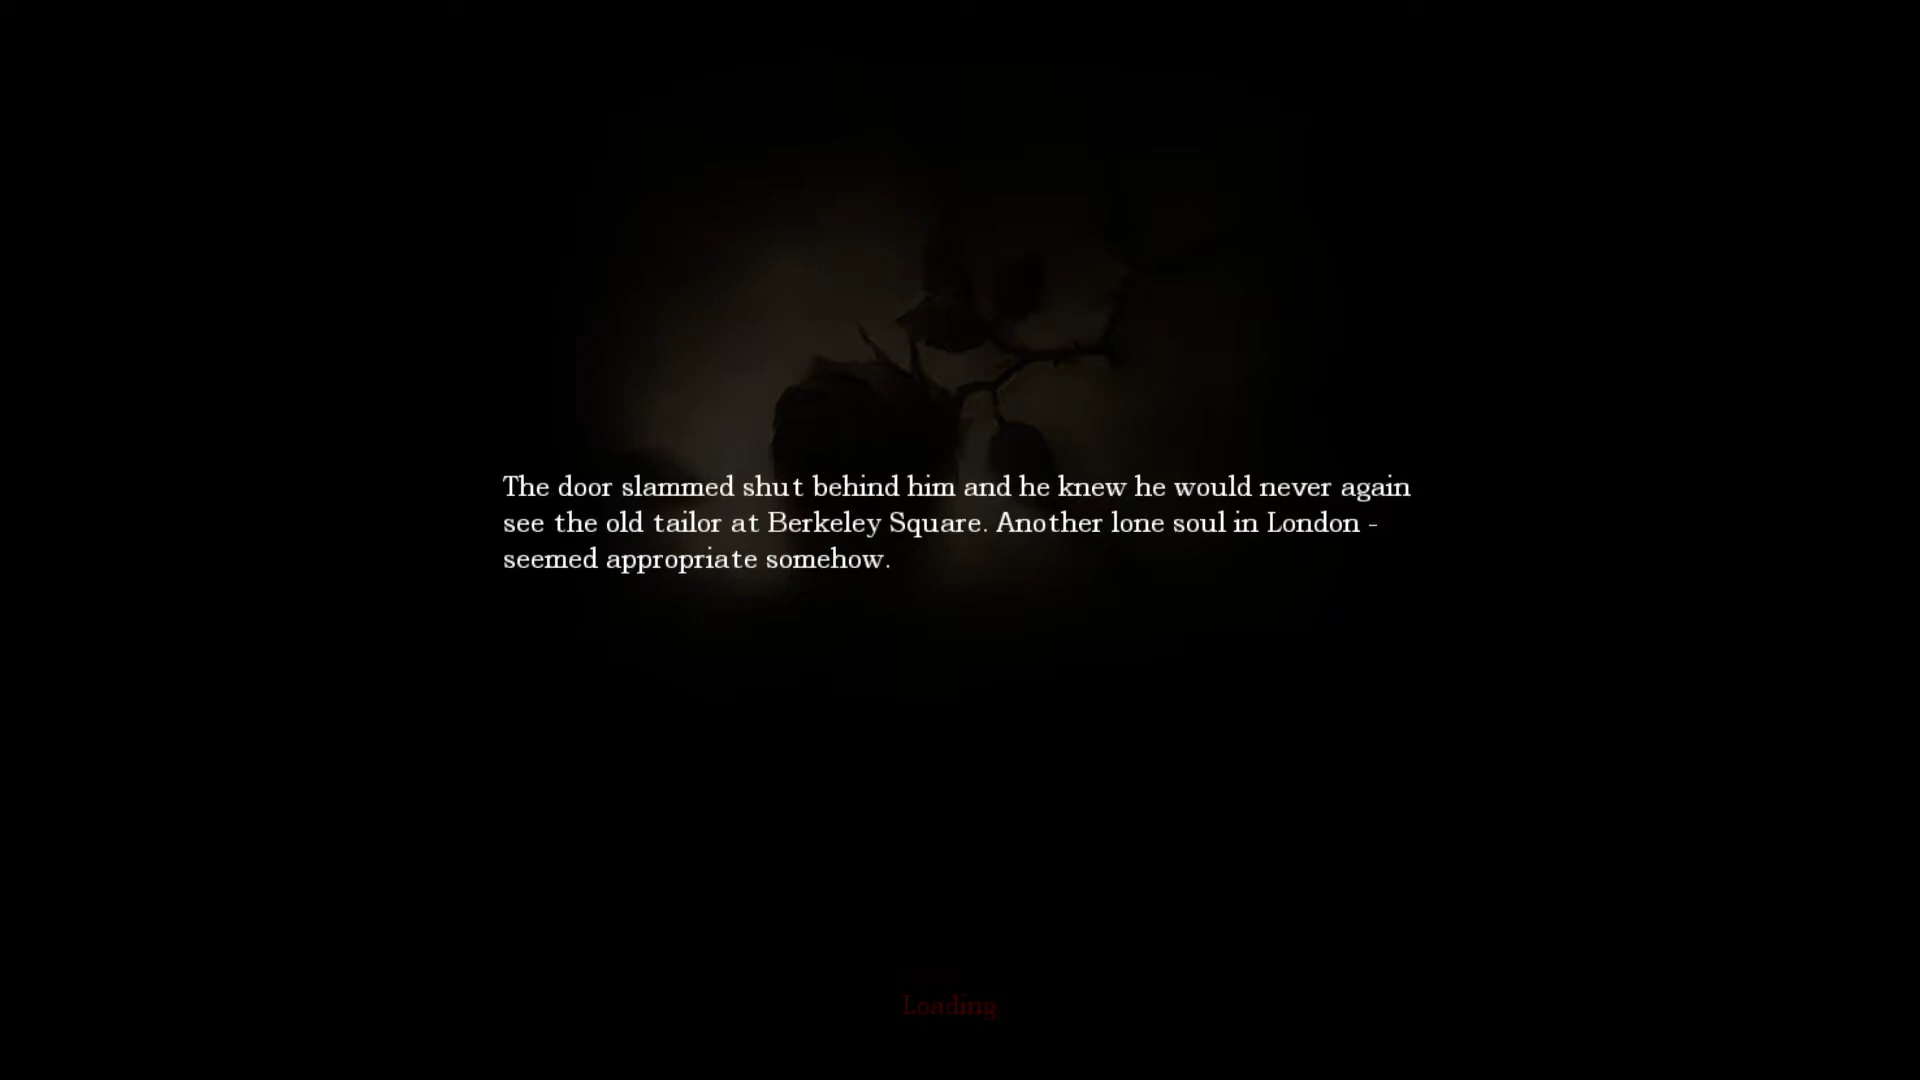 The door slammed shut behind him and he knew he would never again
see the old tailor at Berkeley Square. Another lone soul in London -
seemed appropriate somehow.
Loading